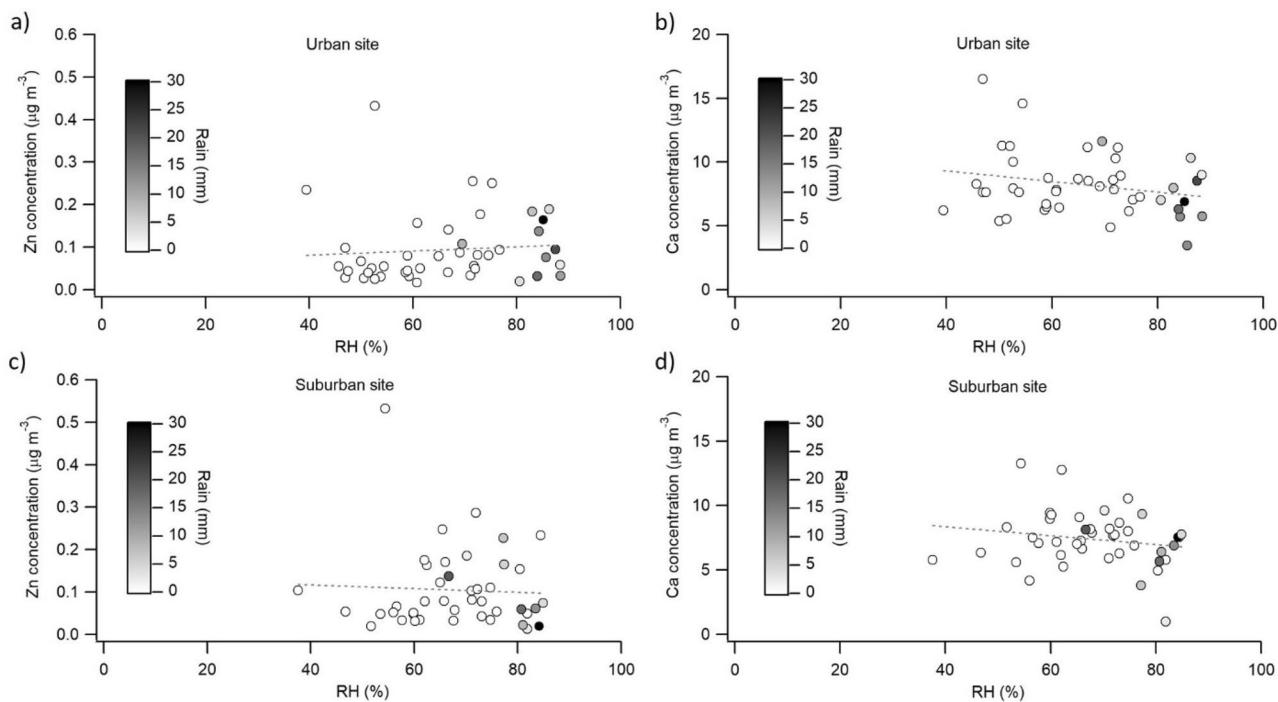 a)
Urban site
Zn concentration (µg m⁻³)
0.6
0.5
0.4
0.3
0.2
0.1
0.0
30
25
20
15
10
5
0
Rain (mm)
0 20 40 60 80 100
RH (%)
b)
Urban site
Ca concentration (µg m⁻³)
20
15
10
5
0
30
25
20
15
10
5
0
Rain (mm)
0 20 40 60 80 100
RH (%)
c)
Suburban site
Zn concentration (µg m⁻³)
0.6
0.5
0.4
0.3
0.2
0.1
0.0
30
25
20
15
10
5
0
Rain (mm)
0 20 40 60 80 100
RH (%)
d)
Suburban site
Ca concentration (µg m⁻³)
20
15
10
5
0
30
25
20
15
10
5
0
Rain (mm)
0 20 40 60 80 100
RH (%)